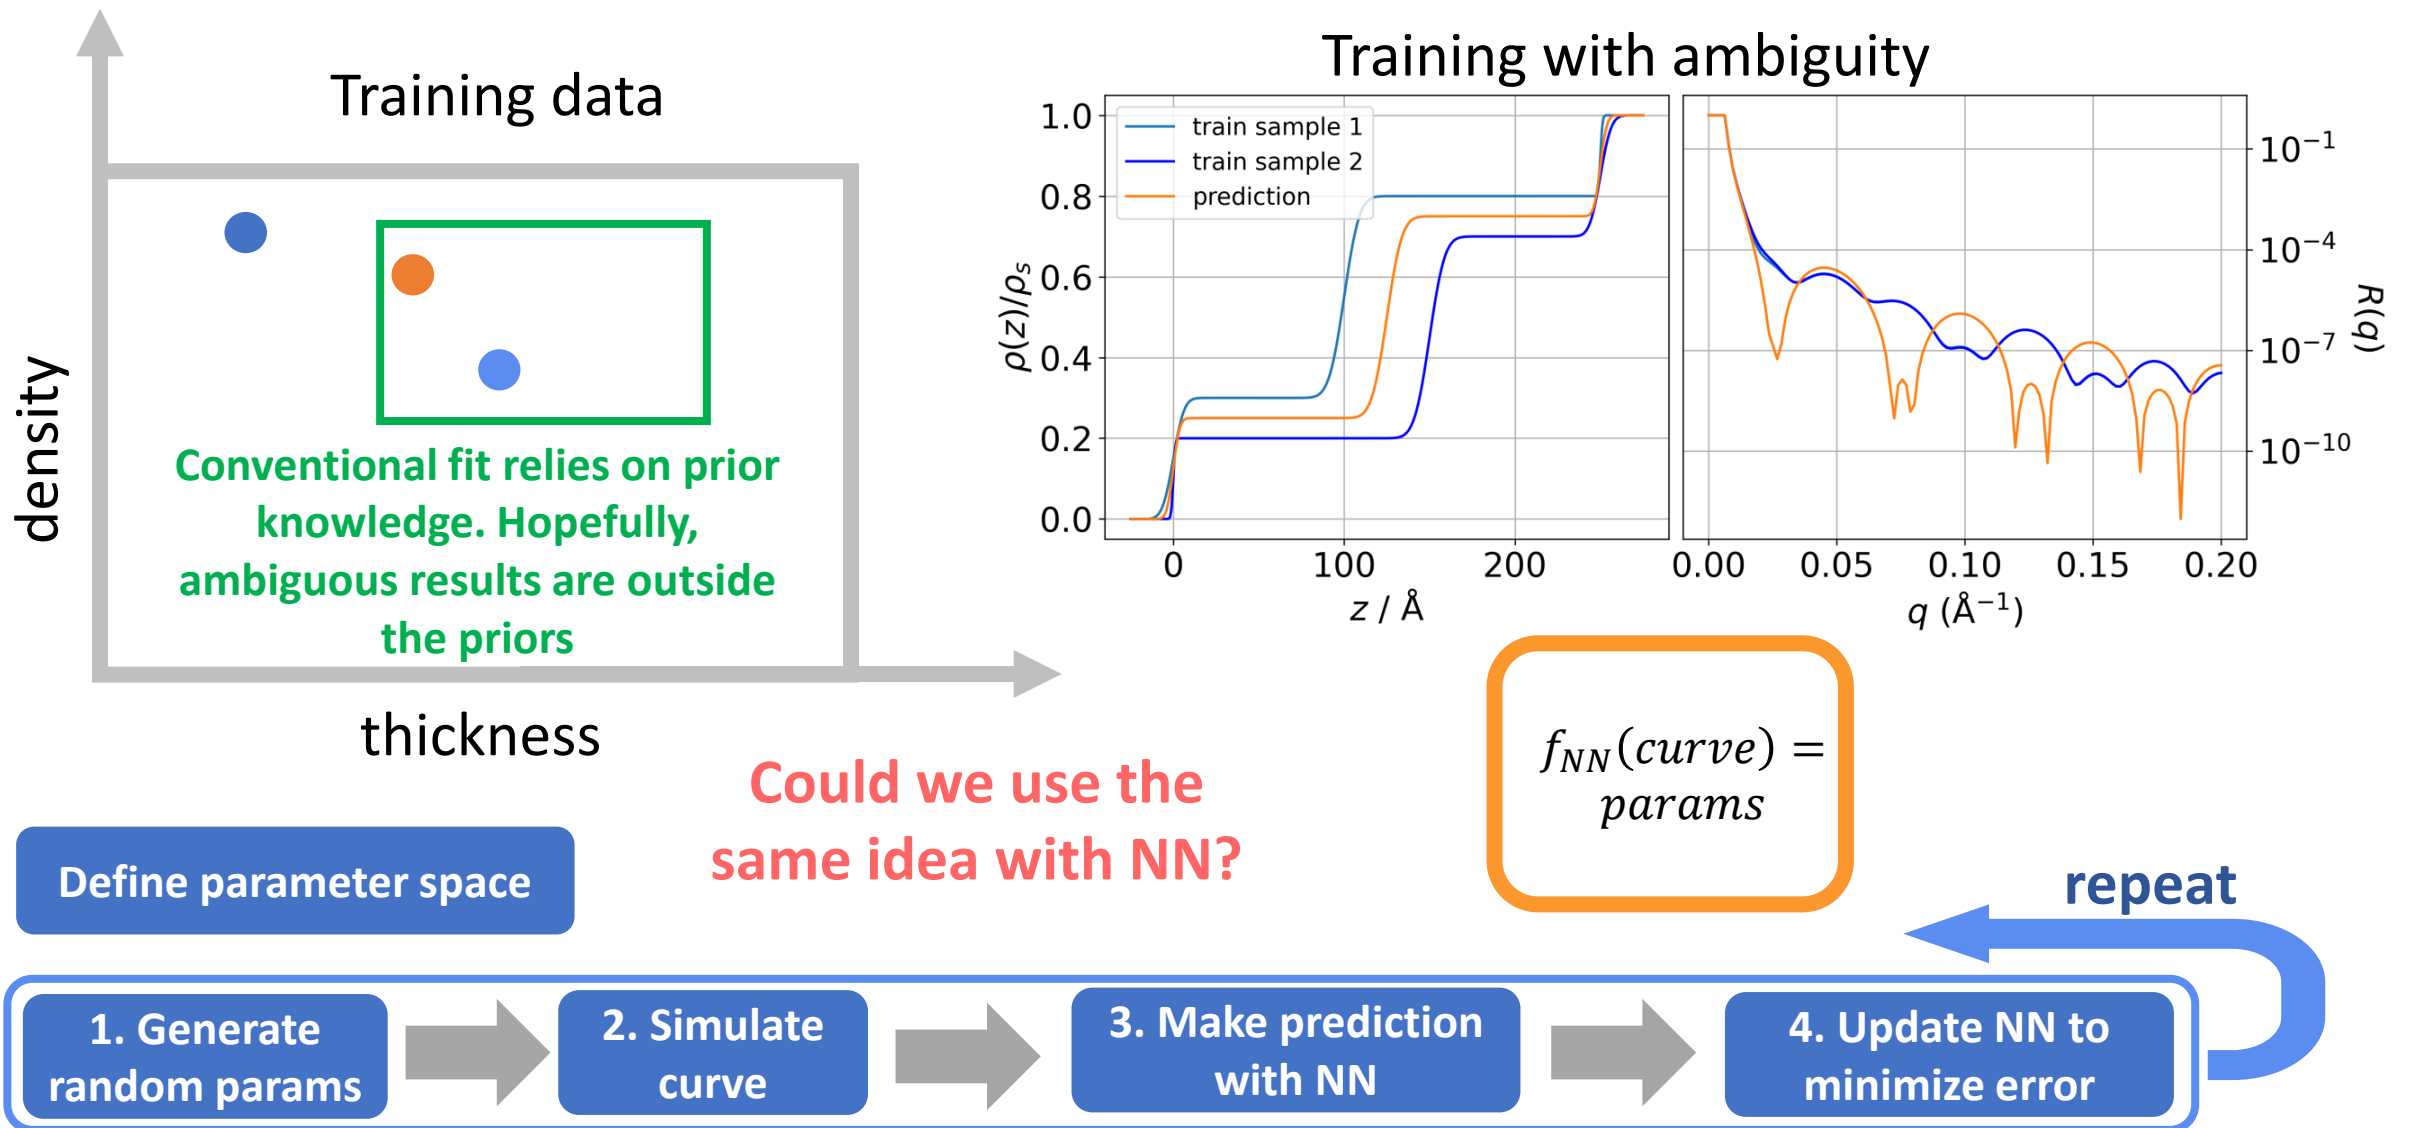 Training data
density
Conventional fit relies on prior
knowledge. Hopefully,
ambiguous results are outside
the priors
thickness
Training with ambiguity
train sample 1
train sample 2
prediction
1.0
0.8
0.6
0.4
0.2
0.0
ρ(z)/ρₛ
0
100
200
z / Å
10⁻¹
10⁻⁴
10⁻⁷
10⁻¹⁰
R(q)
0.00
0.05
0.10
0.15
0.20
q (Å⁻¹)
Could we use the
same idea with NN?
f_NN(curve) =
params
Define parameter space
repeat
1. Generate
random params
2. Simulate
curve
3. Make prediction
with NN
4. Update NN to
minimize error